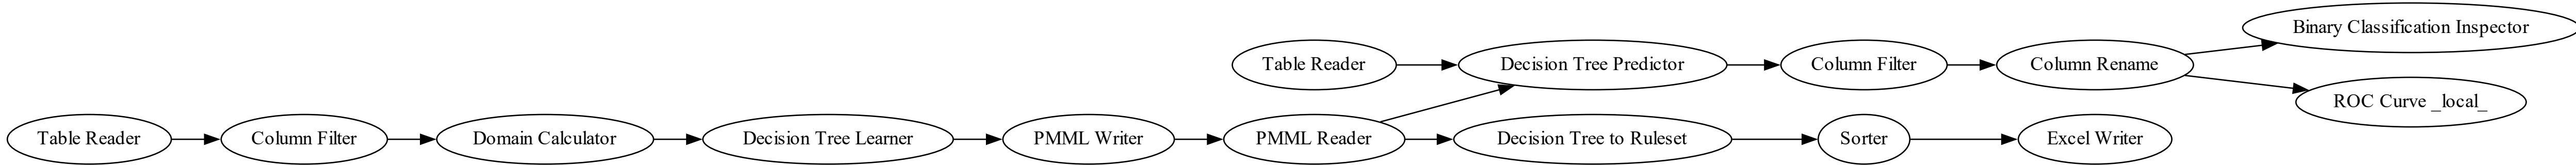 Binary Classification Inspector
Table Reader
Decision Tree Predictor
Column Filter
Column Rename
ROC Curve _local_
Table Reader
Column Filter
Domain Calculator
Decision Tree Learner
PMML Writer
PMML Reader
Decision Tree to Ruleset
Sorter
Excel Writer